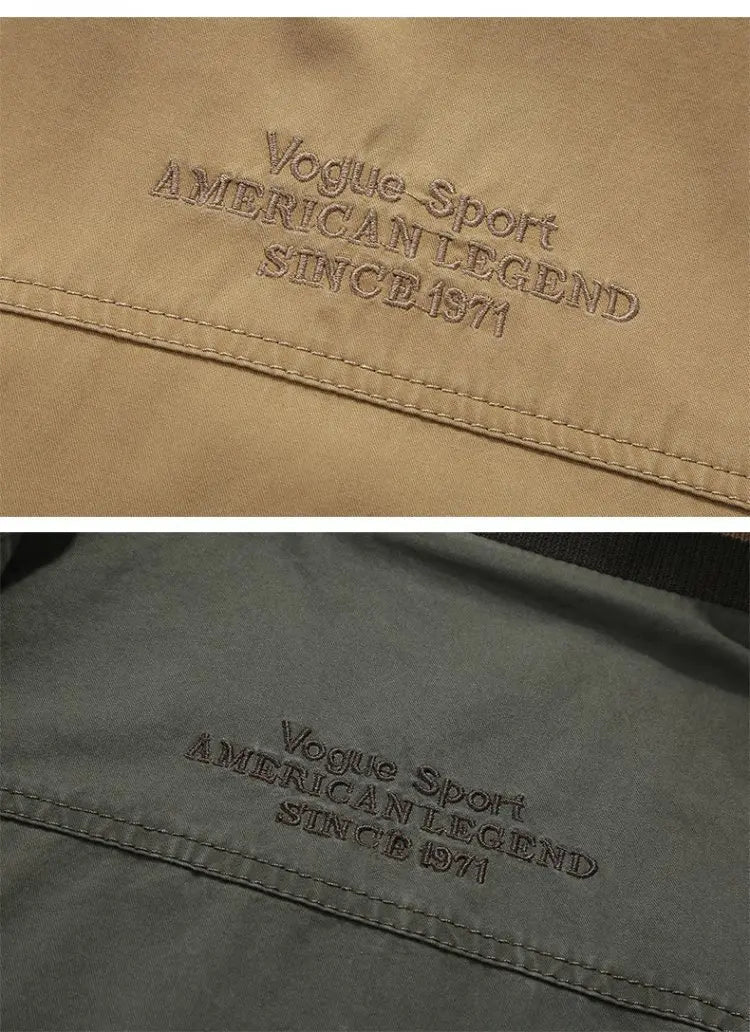 Vogue Sport
AMERICAN LEGEND
SINCE 1971
Vogue Sport
AMERICAN LEGEND
SINCE 1971